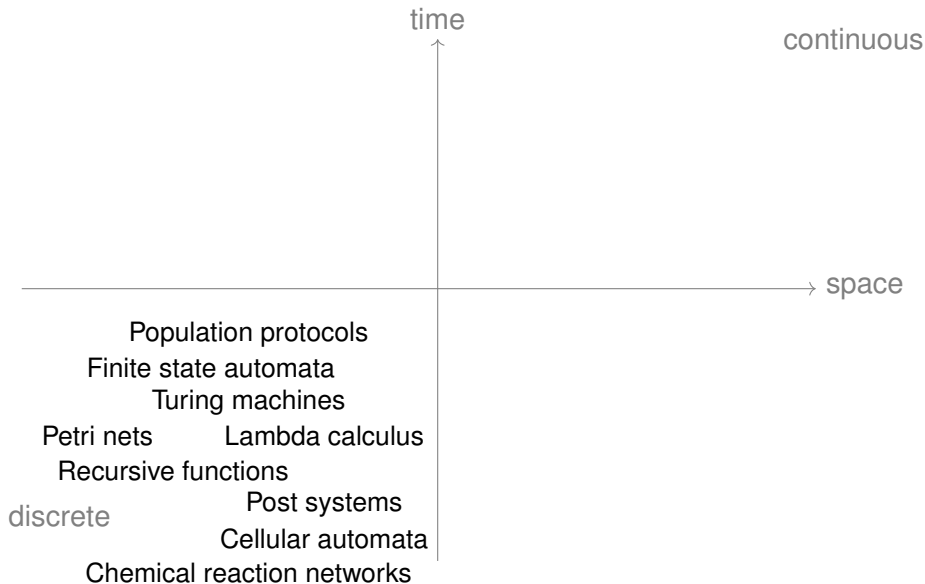 time
continuous
space
Population protocols
Finite state automata
Turing machines
Petri nets
Lambda calculus
Recursive functions
Post systems
discrete
Cellular automata
Chemical reaction networks